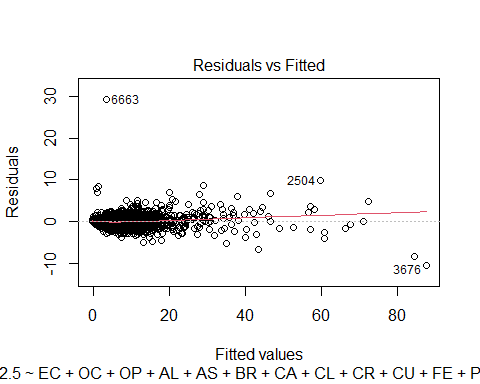 Residuals vs Fitted
Residuals
30
20
10
0
-10
6663
2504
3676
0 20 40 60 80
Fitted values
2.5 ~ EC + OC + OP + AL + AS + BR + CA + CL + CR + CU + FE + P